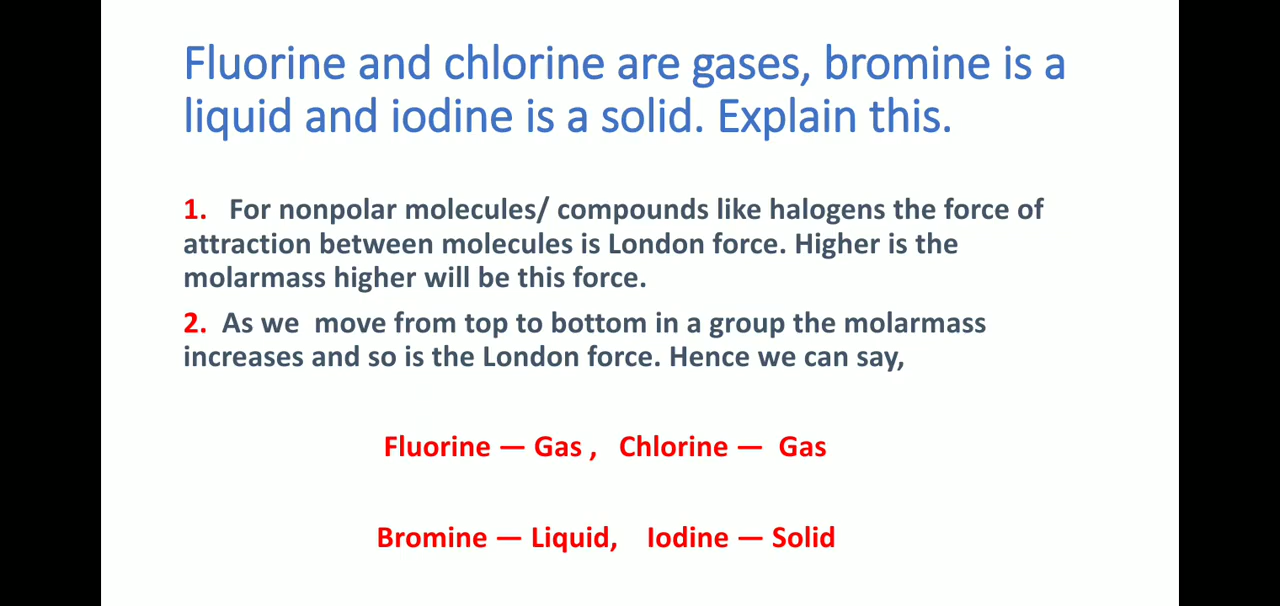 Fluorine and chlorine are gases, bromine is a
liquid and iodine is a solid. Explain this.
1. For nonpolar molecules/ compounds like halogens the force of
attraction between molecules is London force. Higher is the
molarmass higher will be this force.
2. As we move from top to bottom in a group the molarmass
increases and so is the London force. Hence we can say,
Fluorine — Gas , Chlorine — Gas
Bromine — Liquid, Iodine — Solid